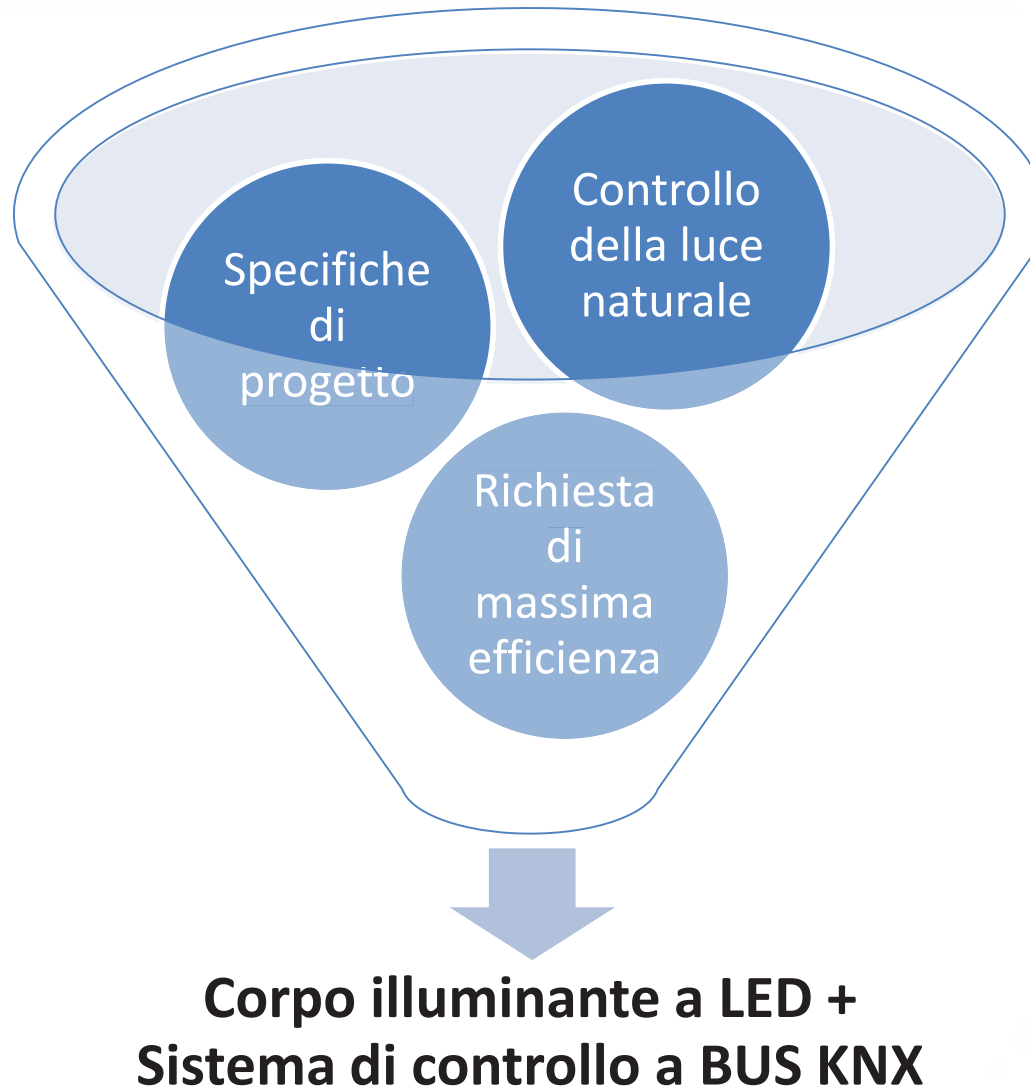 Specifiche
di
progetto
Controllo
della luce
naturale
Richiesta
di
massima
efficienza
Corpo illuminante a LED +
Sistema di controllo a BUS KNX